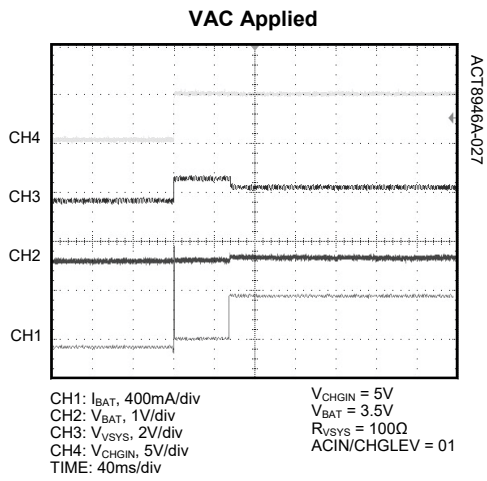 VAC Applied
ACT8946A-027
CH4
CH3
CH2
CH1
CH1: IBAT, 400mA/div
CH2: VBAT, 1V/div
CH3: VVSYS, 2V/div
CH4: VCHGIN, 5V/div
TIME: 40ms/div
VCHGIN = 5V
VBAT = 3.5V
RVSYS = 100Ω
ACIN/CHGLEV = 01